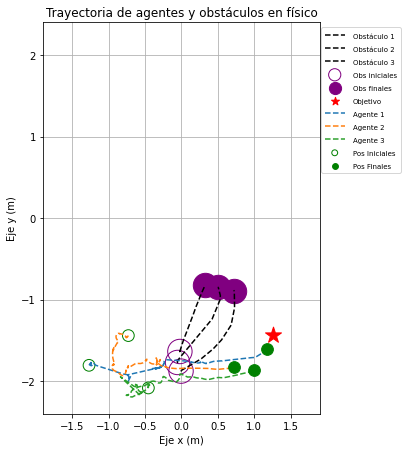 Trayectoria de agentes y obstáculos en físico
Obstáculo 1
Obstáculo 2
Obstáculo 3
Obs iniciales
Obs finales
Objetivo
Agente 1
Agente 2
Agente 3
Pos Iniciales
Pos Finales
Eje y (m)
2
1
0
−1
−2
−1.5 −1.0 −0.5 0.0 0.5 1.0 1.5
Eje x (m)